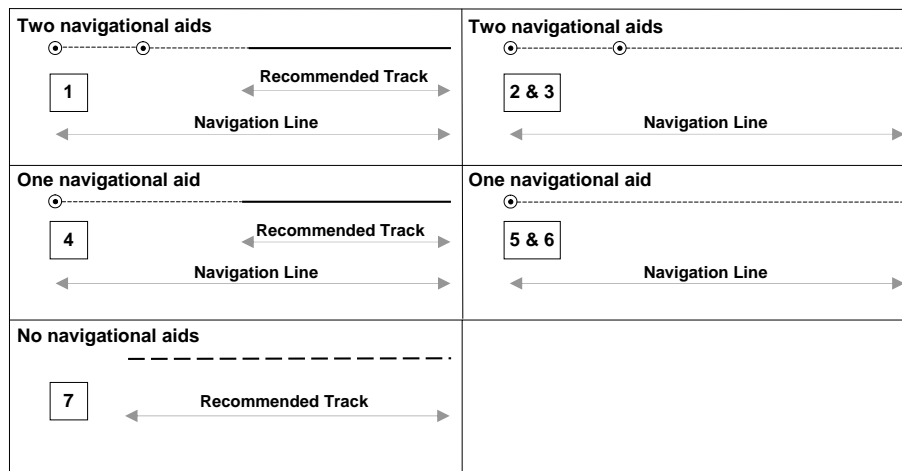 Two navigational aids
Recommended Track
1
Navigation Line
Two navigational aids
2 & 3
Navigation Line
One navigational aid
Recommended Track
4
Navigation Line
One navigational aid
5 & 6
Navigation Line
No navigational aids
7
Recommended Track